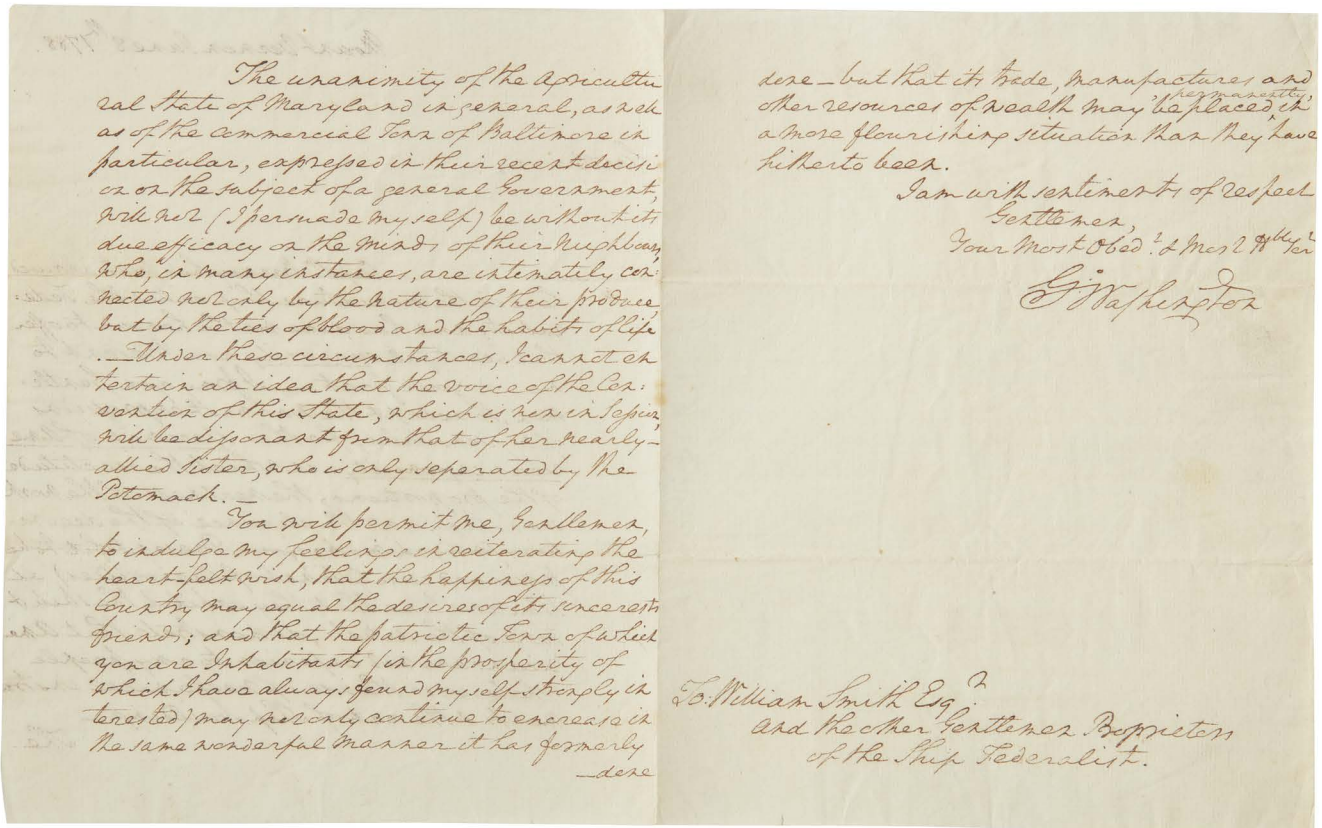 The unanimity of the Agricultu
ral State of Maryland in general, as well
as of the commercial Town of Baltimore in
particular, expressed in their recent decisi
on on the subject of a general Government,
will not (I persuade myself) be without its
due efficacy on the minds of their Neighbours,
who, in many instances, are intimately con:
nected not only by the nature of their produce,
but by the ties of blood and the habits of life
.—Under these circumstances, I cannot en
tertain an idea that the voice of the Con:
vention of this State, which is now in Session,
will be dissonant from that of her nearly-
allied sister, who is only seperated by the
Potomack.—
You will permit me, Gentlemen,
to indulge my feelings in reiterating the
heart-felt wish, that the happiness of this
Country may equal the desires of its sincerests
friends; and that the patriotic Town of which
you are Inhabitants (in the prosperity of
which I have always found myself strongly in
terested) may not only continue to encrease in
the same wonderful manner it has formerly
—done
done—but that its trade, manufactures and
permanently,
other resources of wealth may be placed, in
a more flourishing situation than they have
hitherto been.
I am with sentiments of respect
Gentlemen,
Your Most Obedt. & Most Hble Ser
Go: Washington
To: William Smith Esqr.
and the other Gentlemen Proprietors
of the Ship Federalist.